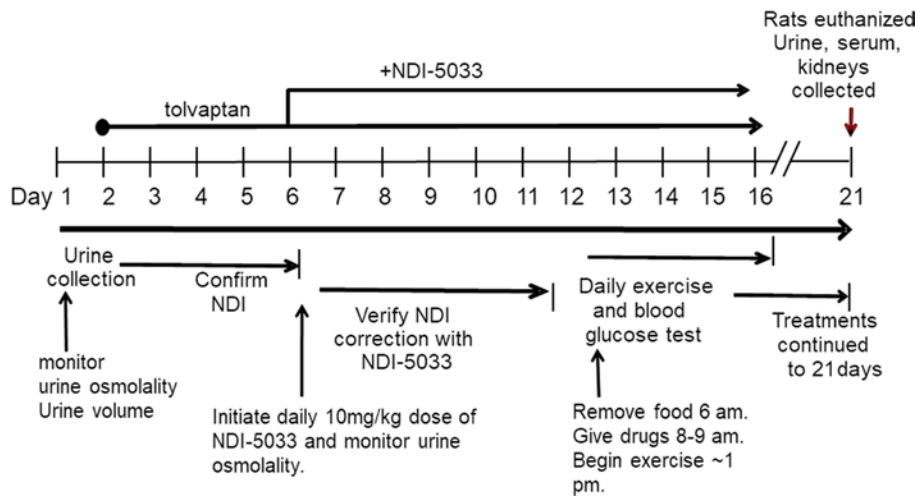 Rats euthanized
Urine, serum,
kidneys
collected
+NDI-5033
tolvaptan
Day 1 2 3 4 5 6 7 8 9 10 11 12 13 14 15 16 21
Urine
collection
Confirm
NDI
Verify NDI
correction with
NDI-5033
Daily exercise
and blood
glucose test
Treatments
continued
to 21days
monitor
urine osmolality
Urine volume
Initiate daily 10mg/kg dose of
NDI-5033 and monitor urine
osmolality.
Remove food 6 am.
Give drugs 8-9 am.
Begin exercise ~1
pm.